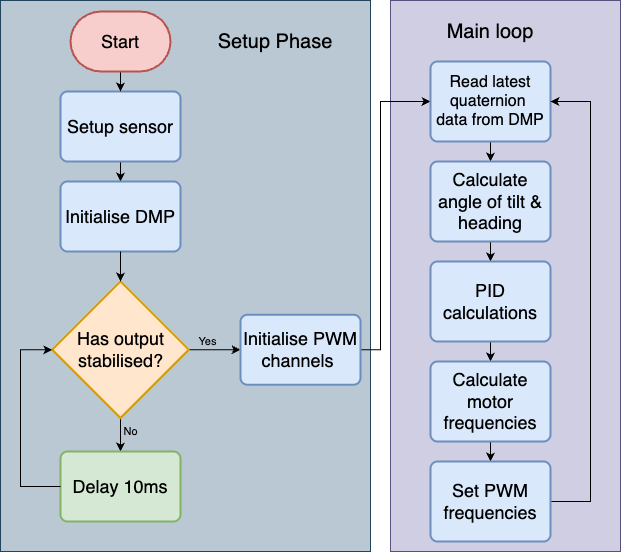 Start
Setup Phase
Setup sensor
Initialise DMP
Has output
stabilised?
Yes
Initialise PWM
channels
No
Delay 10ms
Main loop
Read latest
quaternion
data from DMP
Calculate
angle of tilt &
heading
PID
calculations
Calculate
motor
frequencies
Set PWM
frequencies